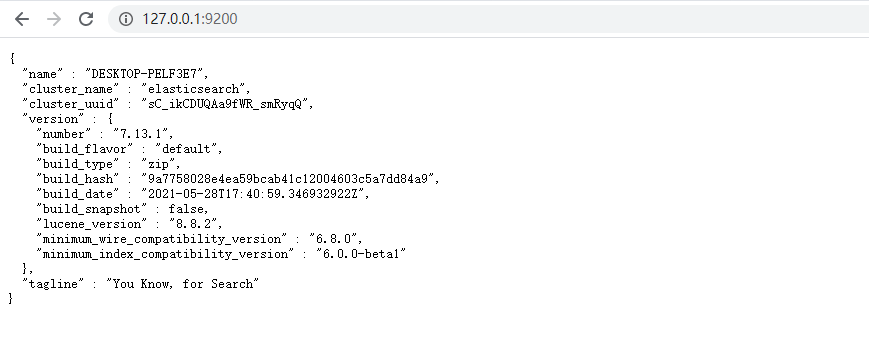 127.0.0.1:9200
{
  "name" : "DESKTOP-PELF3E7",
  "cluster_name" : "elasticsearch",
  "cluster_uuid" : "sC_ikCDUQAa9fWR_smRyqQ",
  "version" : {
    "number" : "7.13.1",
    "build_flavor" : "default",
    "build_type" : "zip",
    "build_hash" : "9a7758028e4ea59bcab41c12004603c5a7dd84a9",
    "build_date" : "2021-05-28T17:40:59.346932922Z",
    "build_snapshot" : false,
    "lucene_version" : "8.8.2",
    "minimum_wire_compatibility_version" : "6.8.0",
    "minimum_index_compatibility_version" : "6.0.0-beta1"
  },
  "tagline" : "You Know, for Search"
}